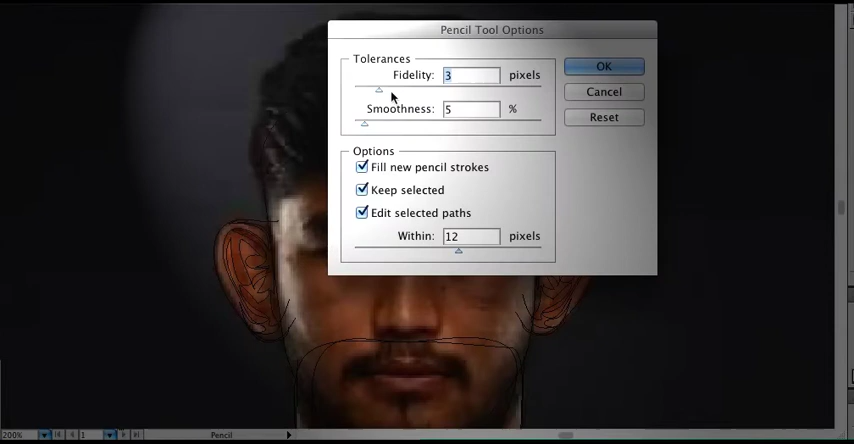 Pencil Tool Options
Tolerances
Fidelity: 3 pixels
Smoothness: 5 %
OK
Cancel
Reset
Options
Fill new pencil strokes
Keep selected
Edit selected paths
Within: 12 pixels
200% 1 Pencil